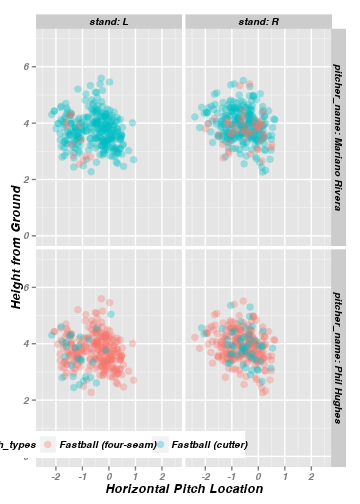 stand: L
stand: R
6
4
2
0
pitcher_name: Mariano Rivera
Height from Ground
6
4
2
pitcher_name: Phil Hughes
h_types Fastball (four-seam) Fastball (cutter)
-2 -1 0 1 2 -2 -1 0 1 2
Horizontal Pitch Location